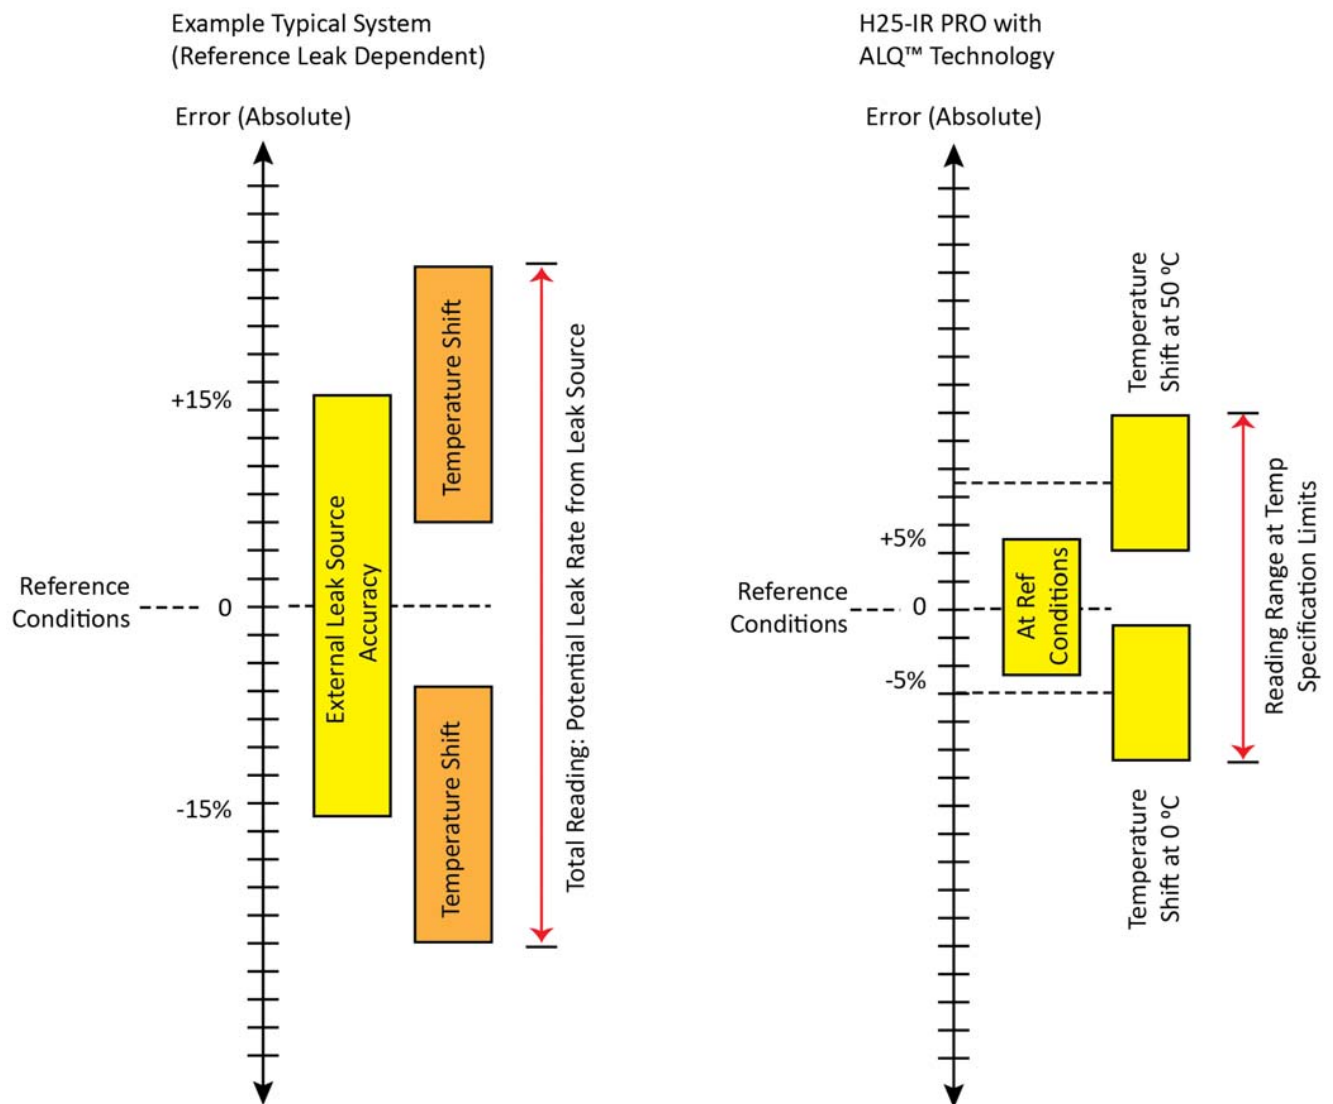 Example Typical System
(Reference Leak Dependent)
Error (Absolute)
+15%
Reference
Conditions
0
-15%
External Leak Source
Accuracy
Temperature Shift
Temperature Shift
Total Reading: Potential Leak Rate from Leak Source
H25-IR PRO with
ALQ™ Technology
Error (Absolute)
+5%
Reference
Conditions
0
-5%
At Ref
Conditions
Temperature
Shift at 50 ºC
Temperature
Shift at 0 ºC
Reading Range at Temp
Specification Limits